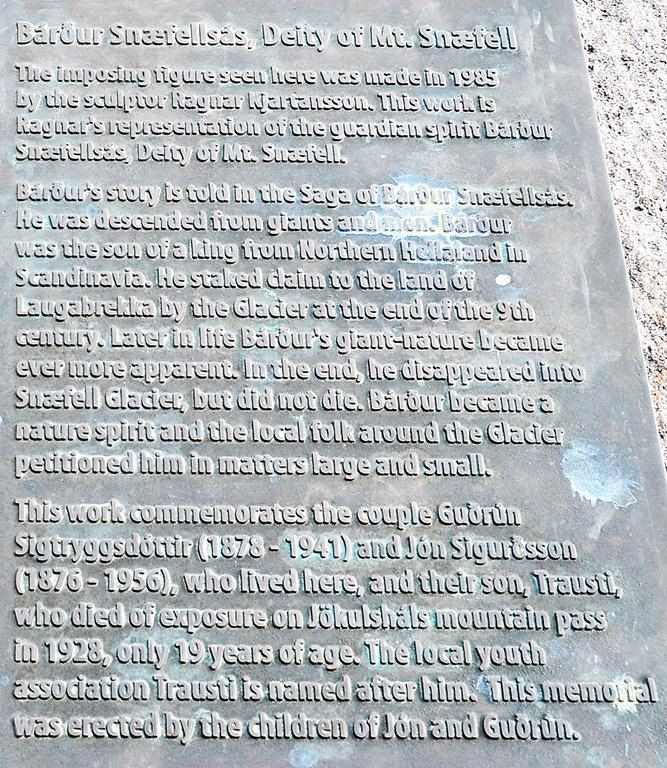 Bárður Snæfellsás, Deity of Mt. Snæfell
The imposing figure seen here was made in 1985
by the sculptor Ragnar Kjartansson. This work is
Ragnar's representation of the guardian spirit Bárður
Snæfellsás, Deity of Mt. Snæfell.
Bárður's story is told in the Saga of Bárður Snæfellsás.
He was descended from giants and men. Bárður
was the son of a king from Northern Helluland in
Scandinavia. He staked claim to the land of
Laugabrekka by the Glacier at the end of the 9th
century. Later in life Bárður's giant-nature became
ever more apparent. In the end, he disappeared into
Snæfell Glacier, but did not die. Bárður became a
nature spirit and the local folk around the Glacier
petitioned him in matters large and small.
This work commemorates the couple Guðrún
Sigtryggsdóttir (1878 - 1941) and Jón Sigurðsson
(1876 - 1956), who lived here, and their son, Trausti,
who died of exposure on Jökulsháls mountain pass
in 1928, only 19 years of age. The local youth
association Trausti is named after him. This memorial
was erected by the children of Jón and Guðrún.